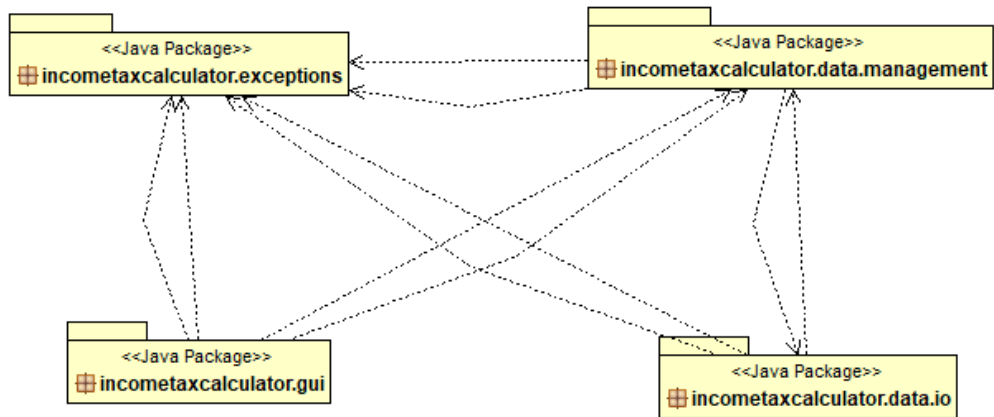 <<Java Package>>
incometaxcalculator.exceptions
<<Java Package>>
incometaxcalculator.data.management
<<Java Package>>
incometaxcalculator.gui
<<Java Package>>
incometaxcalculator.data.io